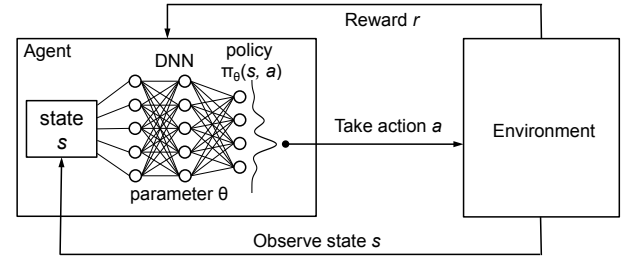 Reward r
Agent
DNN
policy
πθ(s, a)
state
s
Take action a
Environment
parameter θ
Observe state s